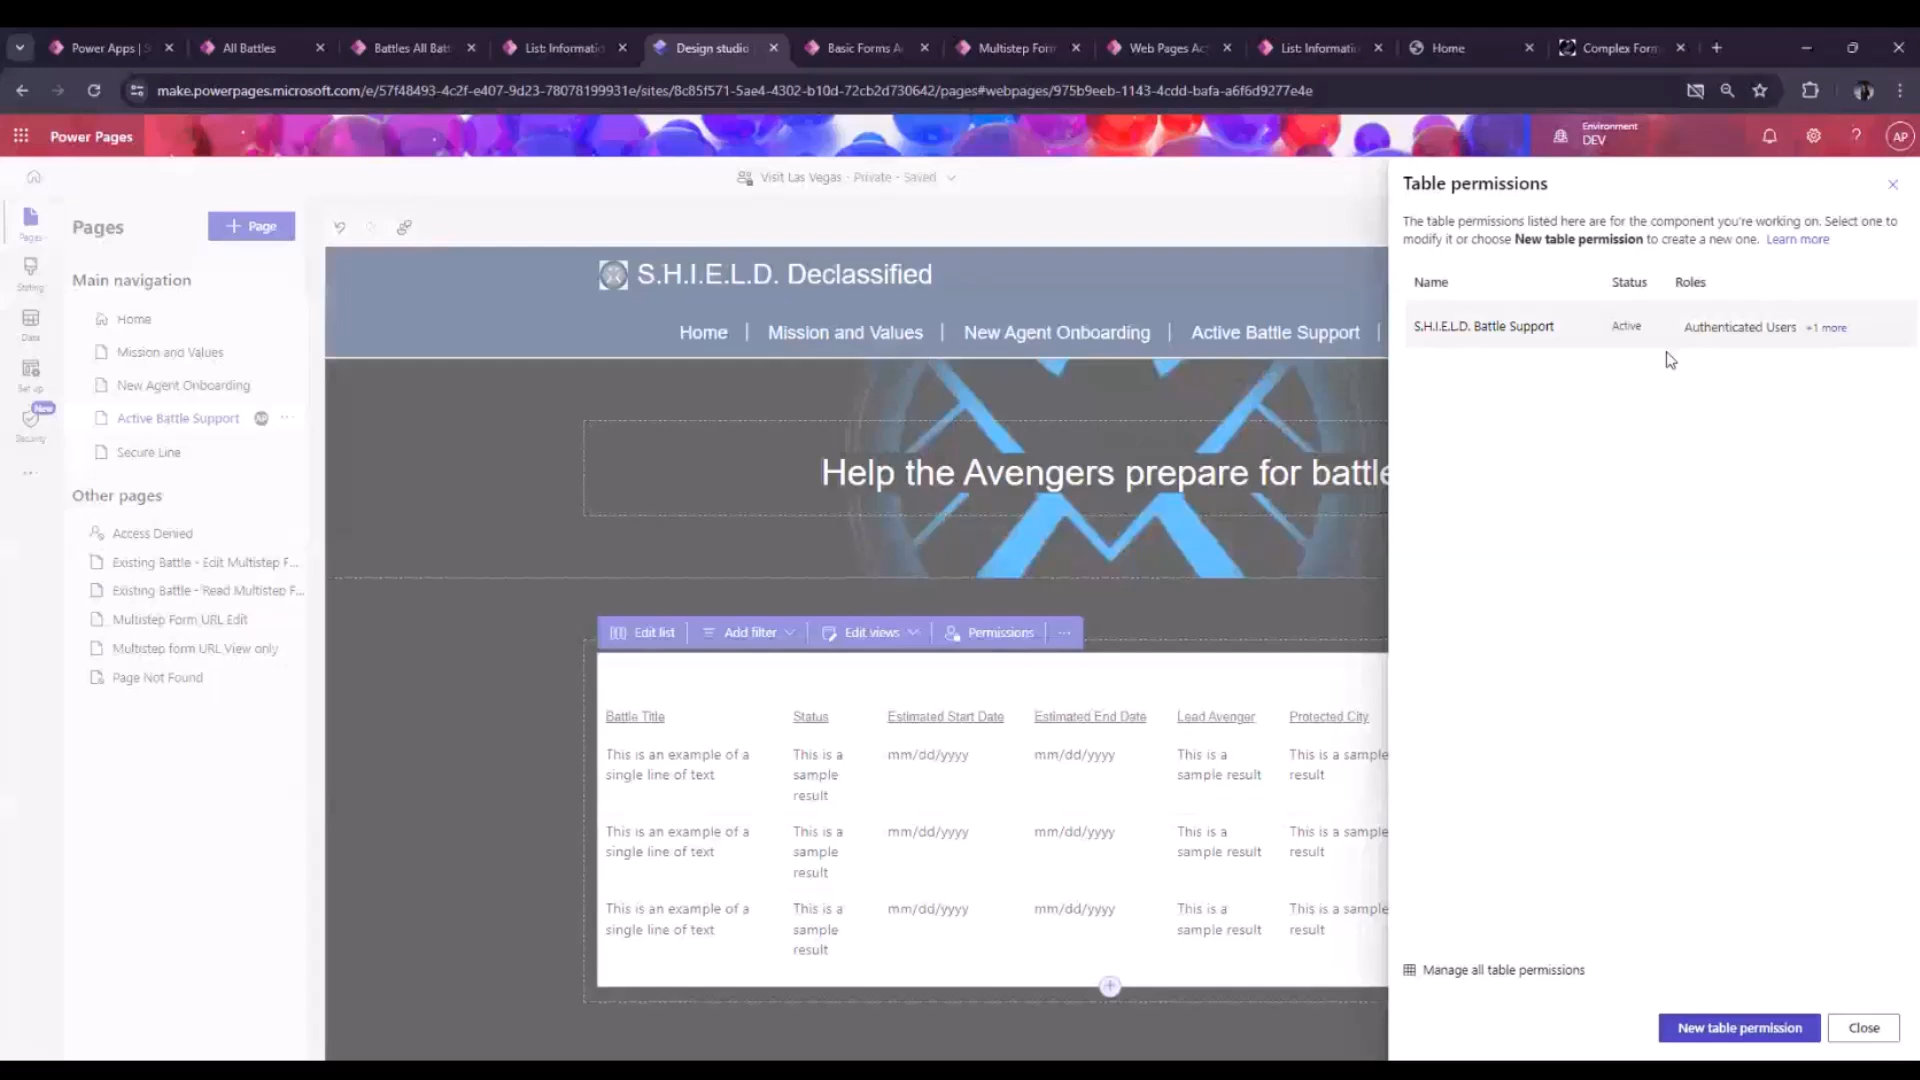 Power Apps | S
All Battles
Battles All Batt
List: Informatic
Design studio
Basic Forms A
Multistep Forn
Web Pages Ac
List: Informatic
Home
Complex Form
make.powerpages.microsoft.com/e/57f48493-4c2f-e407-9d23-78078199931e/sites/8c85f571-5ae4-4302-b10d-72cb2d730642/pages#webpages/975b9eeb-1143-4cdd-bafa-a6f6d9277e4e
Power Pages
Environment
DEV
AP
Visit Las Vegas - Private - Saved
Pages
Styling
Data
Set up
New
Security
Pages
Page
Main navigation
Home
Mission and Values
New Agent Onboarding
Active Battle Support
AP
Secure Line
Other pages
Access Denied
Existing Battle - Edit Multistep F...
Existing Battle - Read Multistep F...
Multistep Form URL Edit
Multistep form URL View only
Page Not Found
S.H.I.E.L.D. Declassified
Home
Mission and Values
New Agent Onboarding
Active Battle Support
Help the Avengers prepare for battle
Edit list
Add filter
Edit views
Permissions
Battle Title Status Estimated Start Date Estimated End Date Lead Avenger Protected City
This is an example of a single line of text
This is a sample result
mm/dd/yyyy
mm/dd/yyyy
This is a sample result
This is a sample result
This is an example of a single line of text
This is a sample result
mm/dd/yyyy
mm/dd/yyyy
This is a sample result
This is a sample result
This is an example of a single line of text
This is a sample result
mm/dd/yyyy
mm/dd/yyyy
This is a sample result
This is a sample result
Table permissions
The table permissions listed here are for the component you're working on. Select one to
modify it or choose New table permission to create a new one. Learn more
Name Status Roles
S.H.I.E.L.D. Battle Support Active Authenticated Users +1 more
Manage all table permissions
New table permission
Close